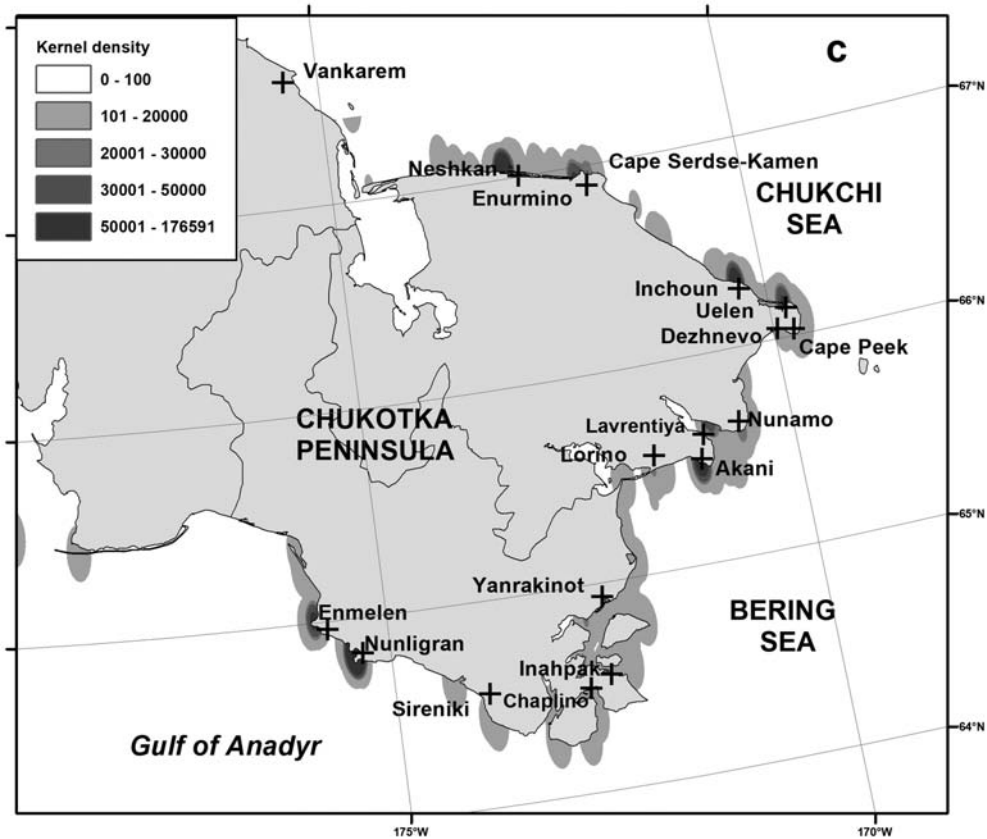 Kernel density
0 - 100
101 - 20000
20001 - 30000
30001 - 50000
50001 - 176591
c
Vankarem
67°N
Neshkan
Cape Serdse-Kamen
Enurmino
CHUKCHI
SEA
Inchoun
66°N
Uelen
Dezhnevo
Cape Peek
CHUKOTKA
PENINSULA
Nunamo
Lavrentiya
Lorino
Akani
65°N
Yanrakinot
Enmelen
BERING
SEA
Nunligran
Inahpak
Chaplino
Sireniki
64°N
Gulf of Anadyr
175°W
170°W